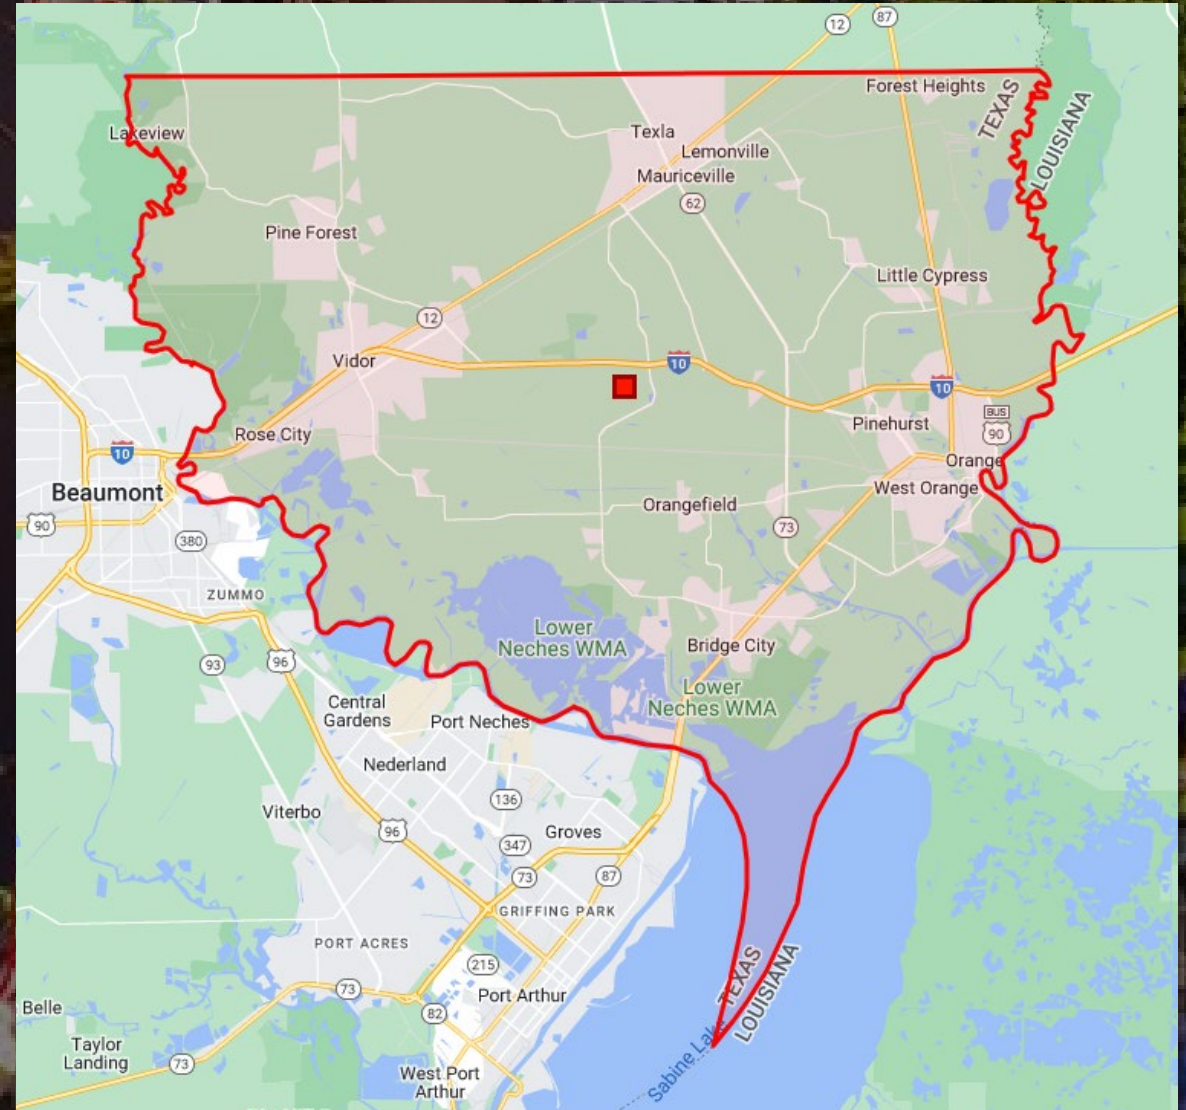 12
87
Forest Heights
TEXAS
LOUISIANA
Lakeview
Texla
Lemonville
Mauriceville
62
Pine Forest
Little Cypress
12
Vidor
10
10
Pinehurst
BUS
90
Rose City
10
Orange
Beaumont
West Orange
Orangefield
90
73
380
ZUMMO
Lower
Neches WMA
Bridge City
93
96
Lower
Neches WMA
Central
Gardens
Port Neches
Nederland
136
Viterbo
96
Groves
347
73
87
GRIFFING PARK
PORT ACRES
TEXAS
LOUISIANA
215
73
Port Arthur
Belle
82
Taylor
Landing
73
Sabine Lake
West Port
Arthur